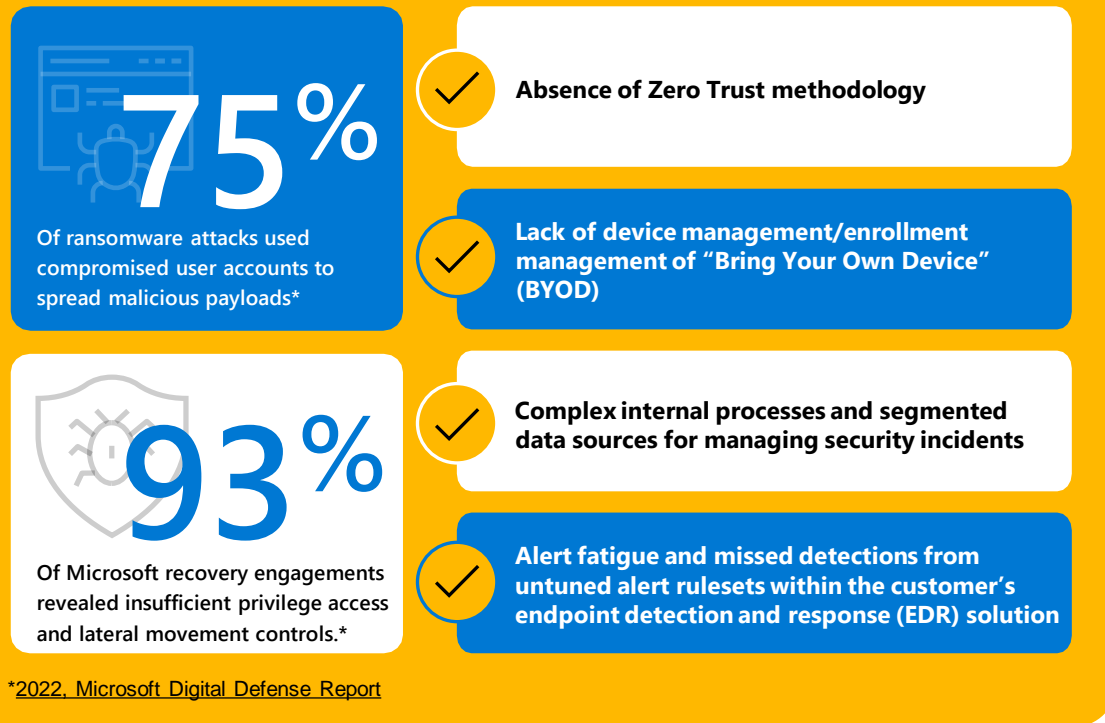 75%
Of ransomware attacks used
compromised user accounts to
spread malicious payloads*
93%
Of Microsoft recovery engagements
revealed insufficient privilege access
and lateral movement controls.*
Absence of Zero Trust methodology
Lack of device management/enrollment
management of “Bring Your Own Device”
(BYOD)
Complex internal processes and segmented
data sources for managing security incidents
Alert fatigue and missed detections from
untuned alert rulesets within the customer’s
endpoint detection and response (EDR) solution
*2022, Microsoft Digital Defense Report